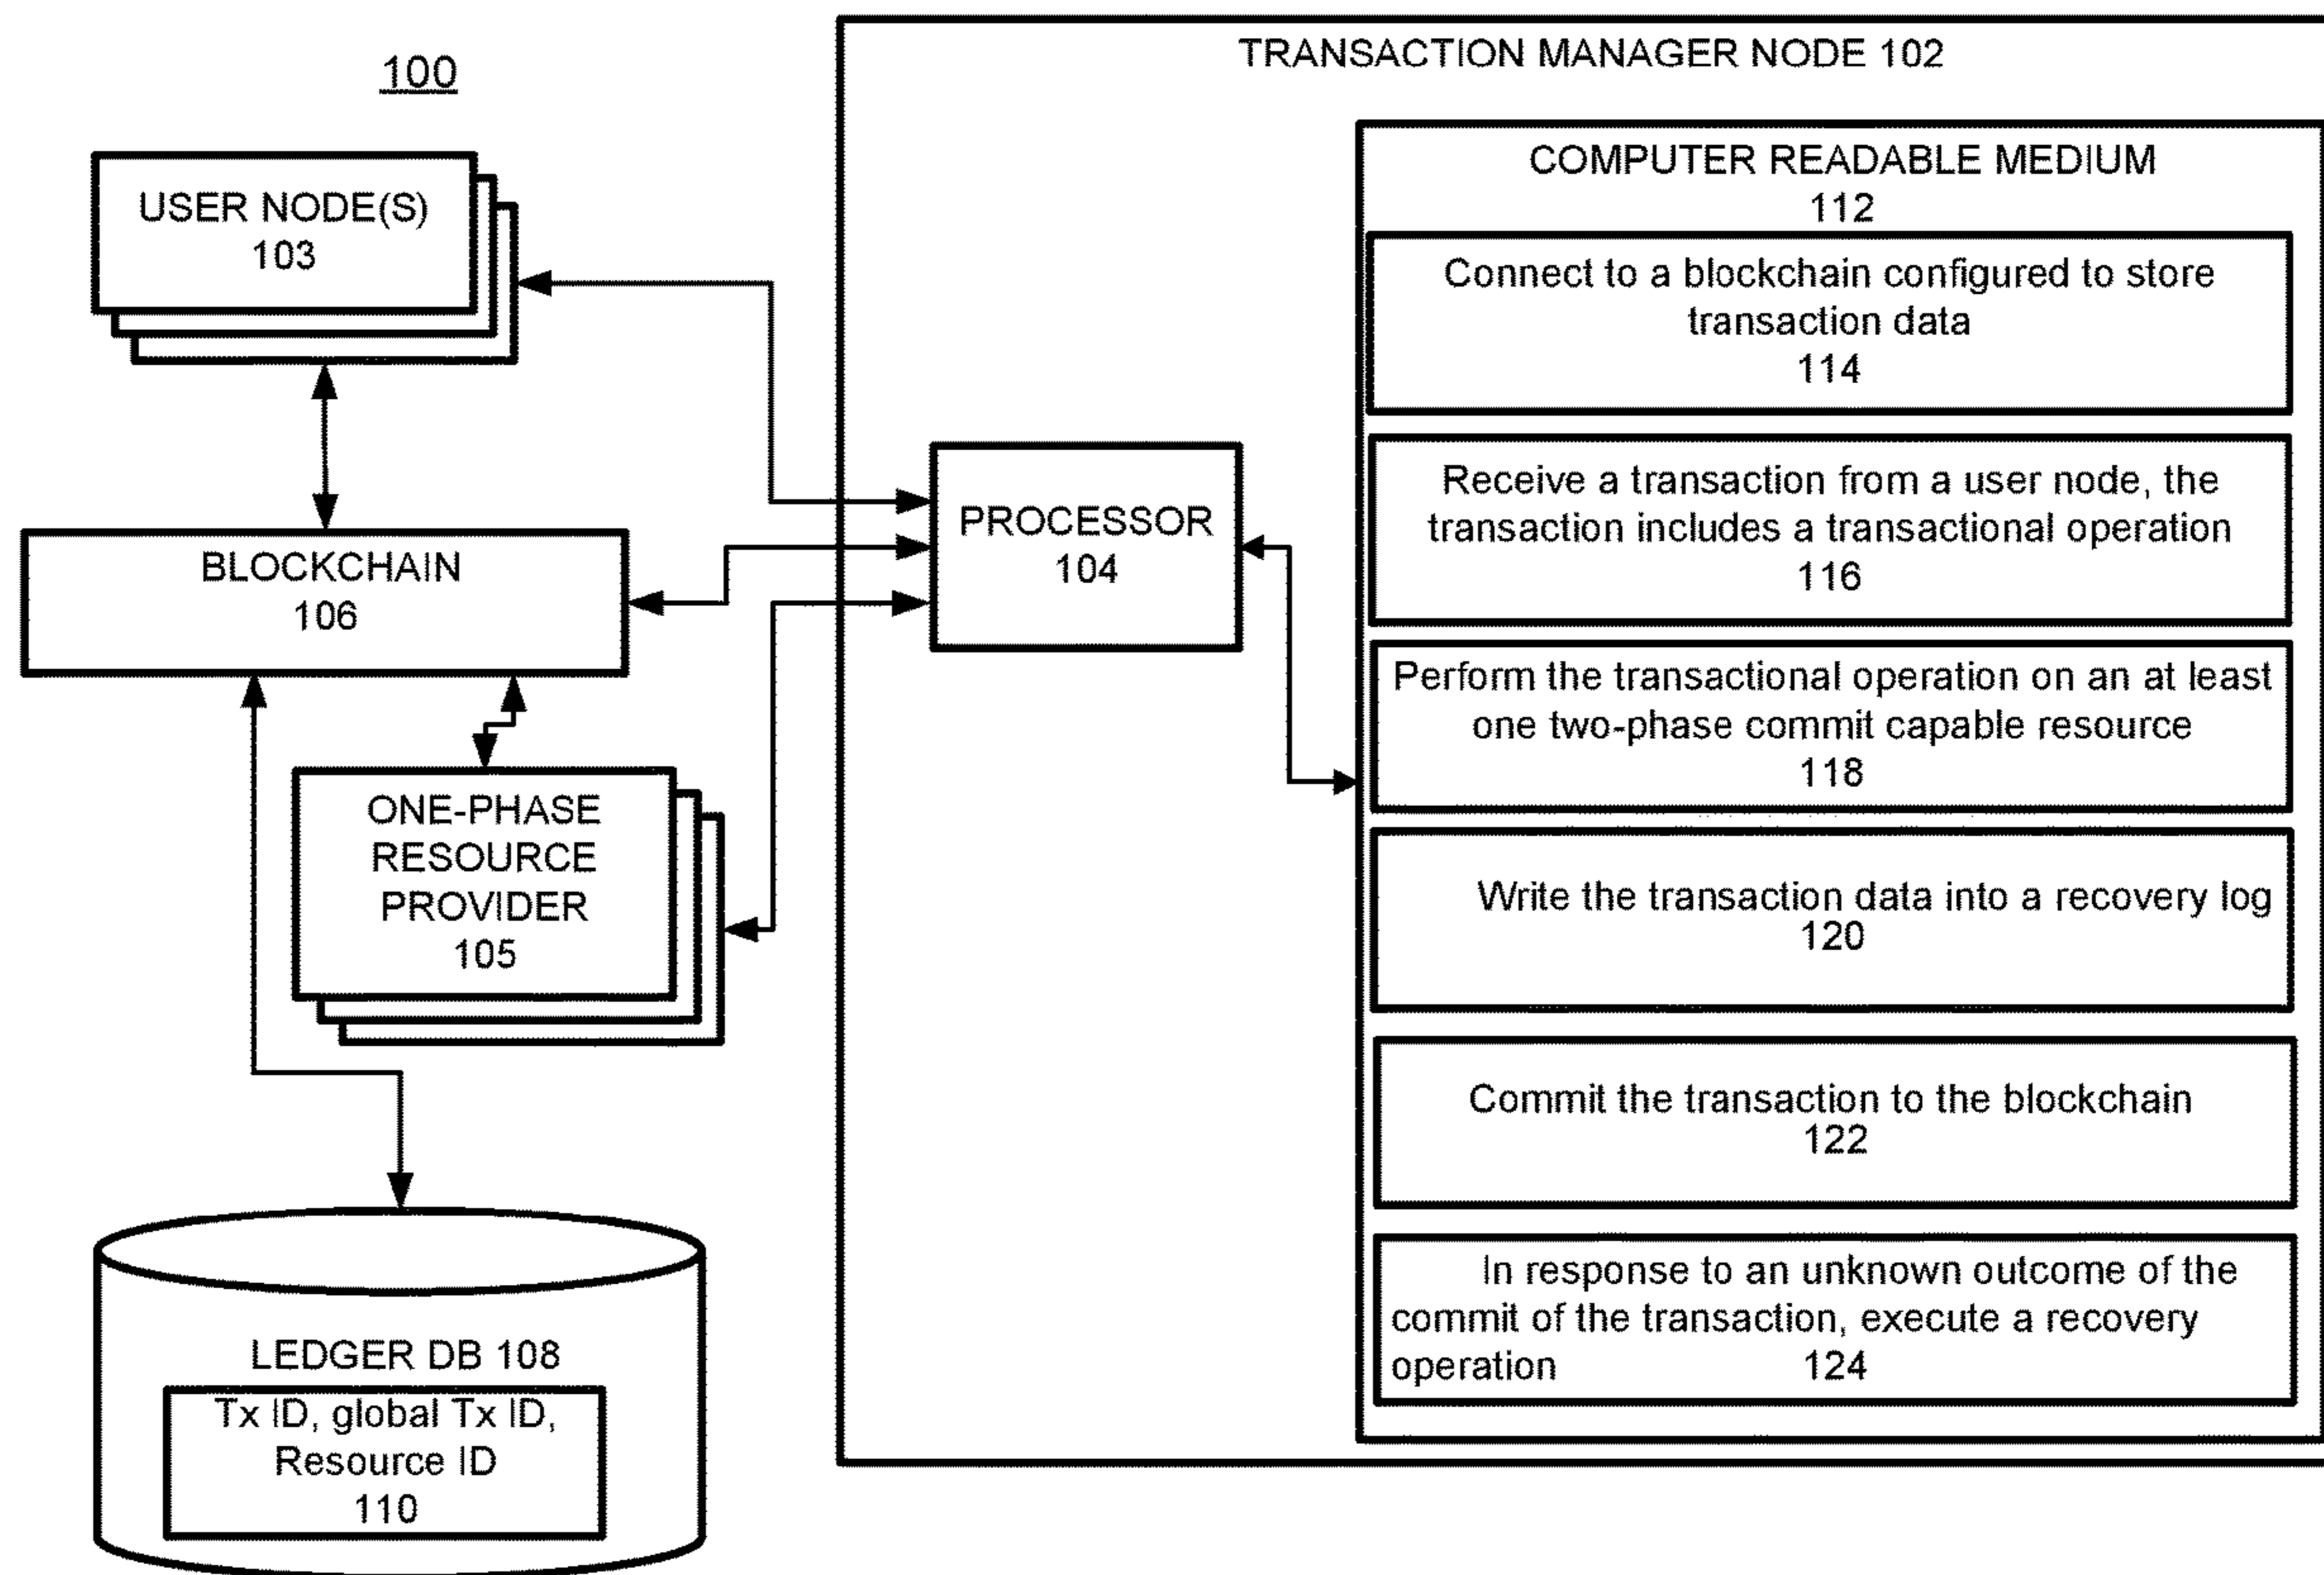 100
USER NODE(S)
103
BLOCKCHAIN
106
ONE-PHASE
RESOURCE
PROVIDER
105
LEDGER DB 108
Tx ID, global Tx ID,
Resource ID
110
TRANSACTION MANAGER NODE 102
PROCESSOR
104
COMPUTER READABLE MEDIUM
112
Connect to a blockchain configured to store
transaction data
114
Receive a transaction from a user node, the
transaction includes a transactional operation
116
Perform the transactional operation on an at least
one two-phase commit capable resource
118
Write the transaction data into a recovery log
120
Commit the transaction to the blockchain
122
In response to an unknown outcome of the
commit of the transaction, execute a recovery
operation 124